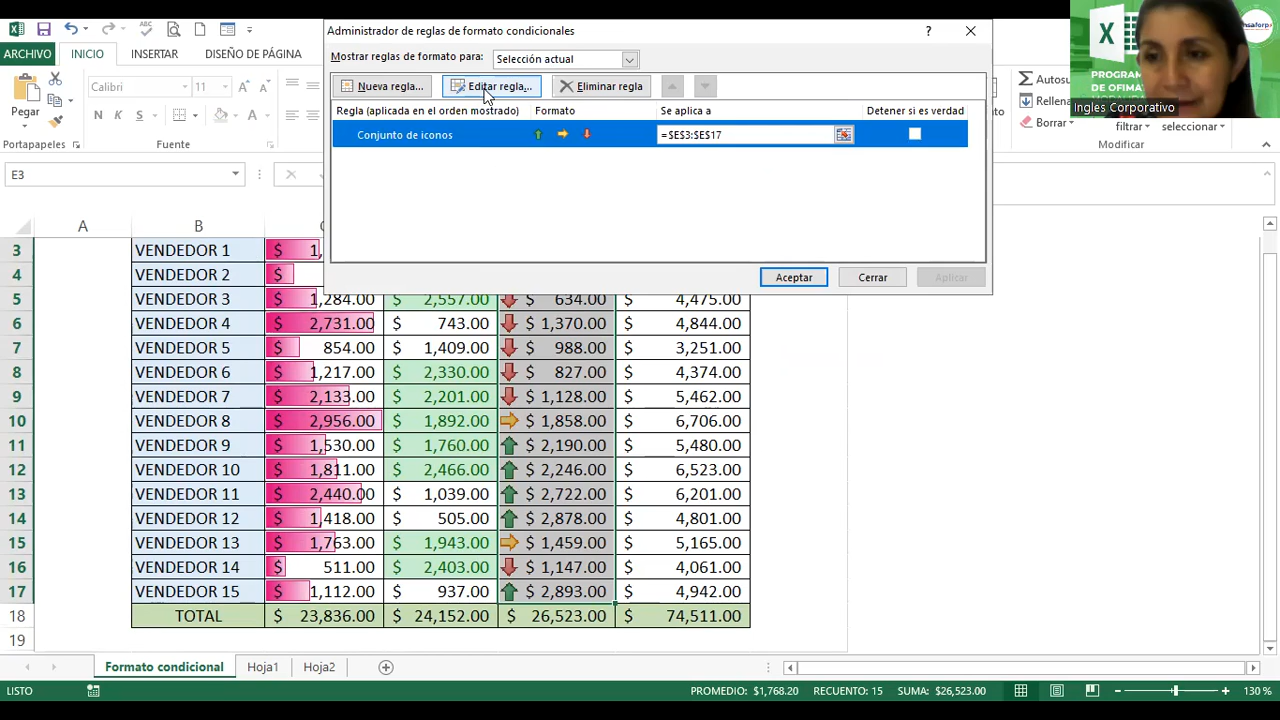 Administrador de reglas de formato condicionales
?
ARCHIVO
INICIO
INSERTAR
DISEÑO DE PÁGINA
Mostrar reglas de formato para:
Selección actual
Nueva regla...
Editar regla...
Eliminar regla
Regla (aplicada en el orden mostrado)
Formato
Se aplica a
Detener si es verdad
Conjunto de iconos
=$E$3:$E$17
Aceptar
Cerrar
Aplicar
Calibri
Pegar
N K S
Portapapeles
Fuente
PROGRAM
DE OFIMA
Ingles Corporativo
Autosu
Rellena
Borrar
filtrar
seleccionar
Modificar
E3
A B
3 VENDEDOR 1 $ 1,
4 VENDEDOR 2 $
5 VENDEDOR 3 $ 1,284.00 $ 2,557.00 $ 634.00 $ 4,475.00
6 VENDEDOR 4 $ 2,731.00 $ 743.00 $ 1,370.00 $ 4,844.00
7 VENDEDOR 5 $ 854.00 $ 1,409.00 $ 988.00 $ 3,251.00
8 VENDEDOR 6 $ 1,217.00 $ 2,330.00 $ 827.00 $ 4,374.00
9 VENDEDOR 7 $ 2,133.00 $ 2,201.00 $ 1,128.00 $ 5,462.00
10 VENDEDOR 8 $ 2,956.00 $ 1,892.00 $ 1,858.00 $ 6,706.00
11 VENDEDOR 9 $ 1,530.00 $ 1,760.00 $ 2,190.00 $ 5,480.00
12 VENDEDOR 10 $ 1,811.00 $ 2,466.00 $ 2,246.00 $ 6,523.00
13 VENDEDOR 11 $ 2,440.00 $ 1,039.00 $ 2,722.00 $ 6,201.00
14 VENDEDOR 12 $ 1,418.00 $ 505.00 $ 2,878.00 $ 4,801.00
15 VENDEDOR 13 $ 1,763.00 $ 1,943.00 $ 1,459.00 $ 5,165.00
16 VENDEDOR 14 $ 511.00 $ 2,403.00 $ 1,147.00 $ 4,061.00
17 VENDEDOR 15 $ 1,112.00 $ 937.00 $ 2,893.00 $ 4,942.00
18 TOTAL $ 23,836.00 $ 24,152.00 $ 26,523.00 $ 74,511.00
19
Formato condicional
Hoja1
Hoja2
LISTO
PROMEDIO: $1,768.20 RECUENTO: 15 SUMA: $26,523.00
130 %